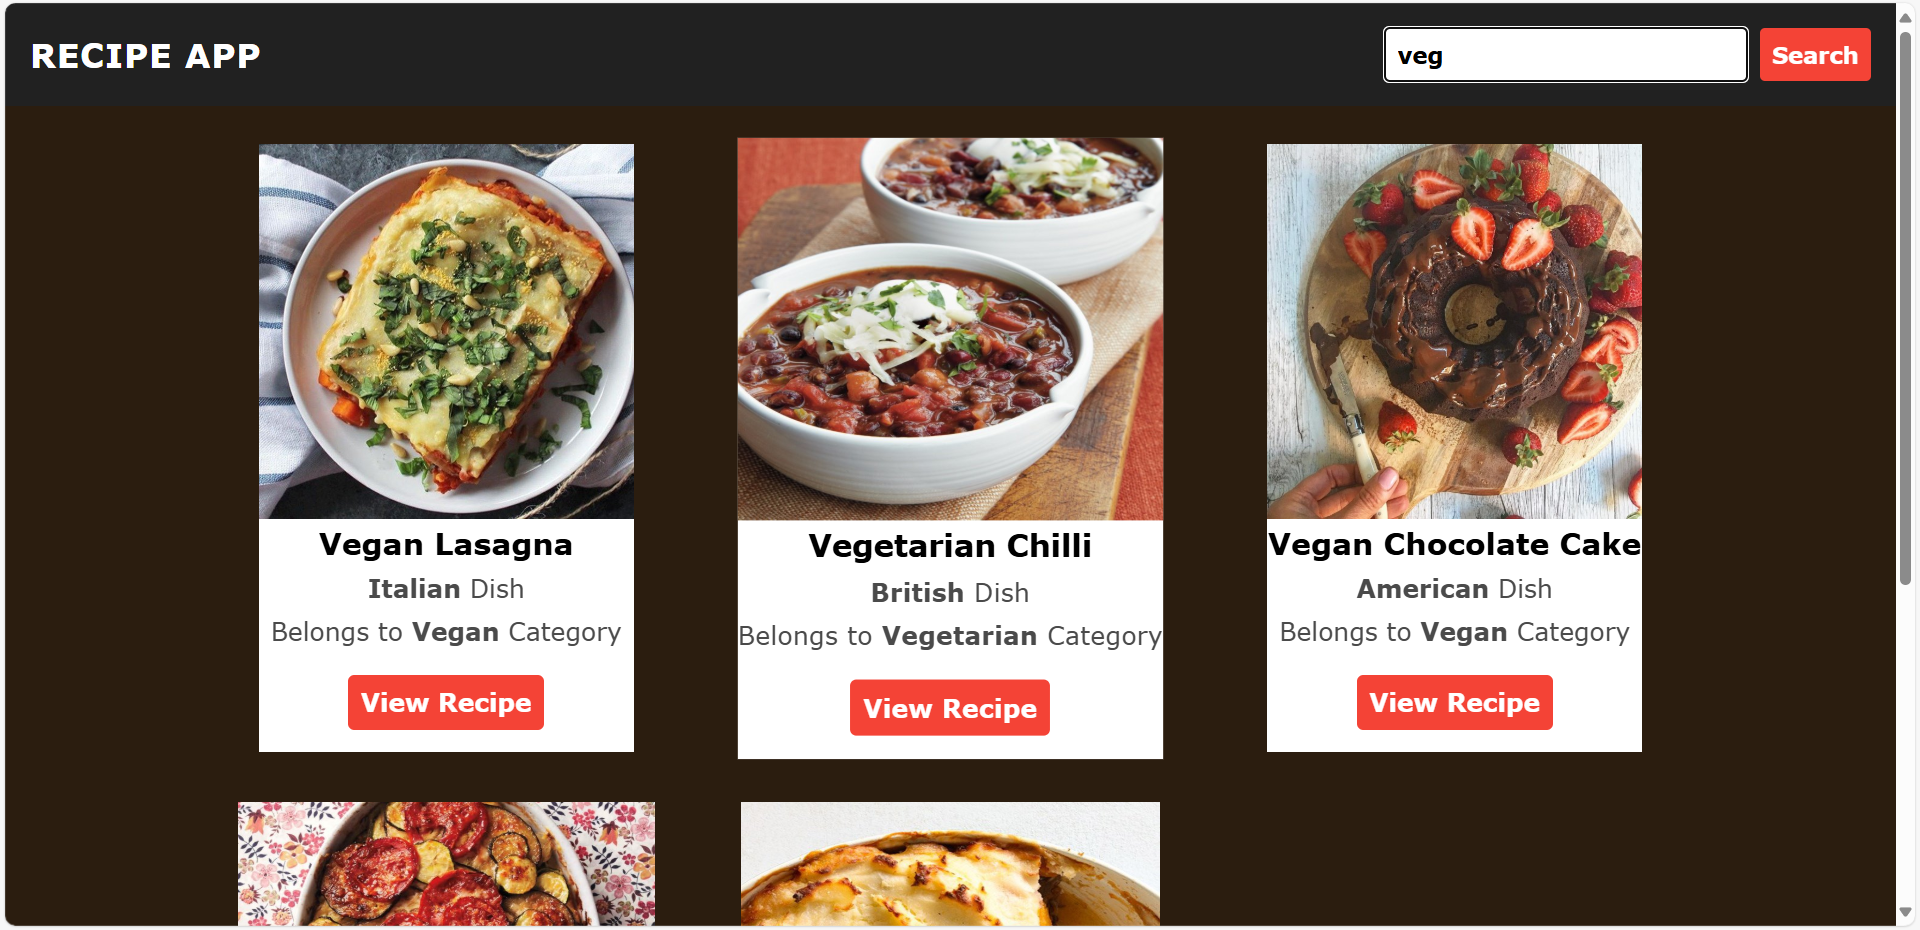 RECIPE APP
veg
Search
Vegan Lasagna
Italian Dish
Belongs to Vegan Category
View Recipe
Vegetarian Chilli
British Dish
Belongs to Vegetarian Category
View Recipe
Vegan Chocolate Cake
American Dish
Belongs to Vegan Category
View Recipe